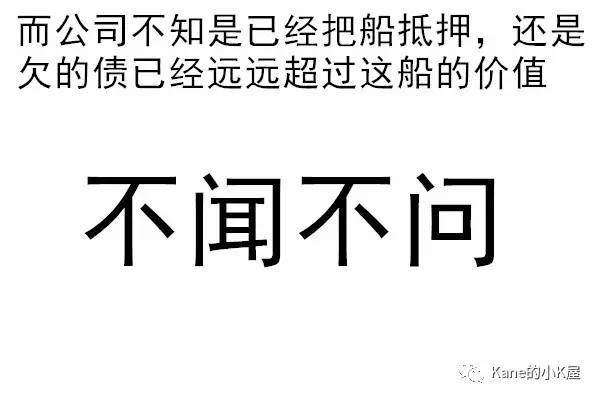 而公司不知是已经把船抵押，还是
欠的债已经远远超过这船的价值
不闻不问
Kane的小K屋